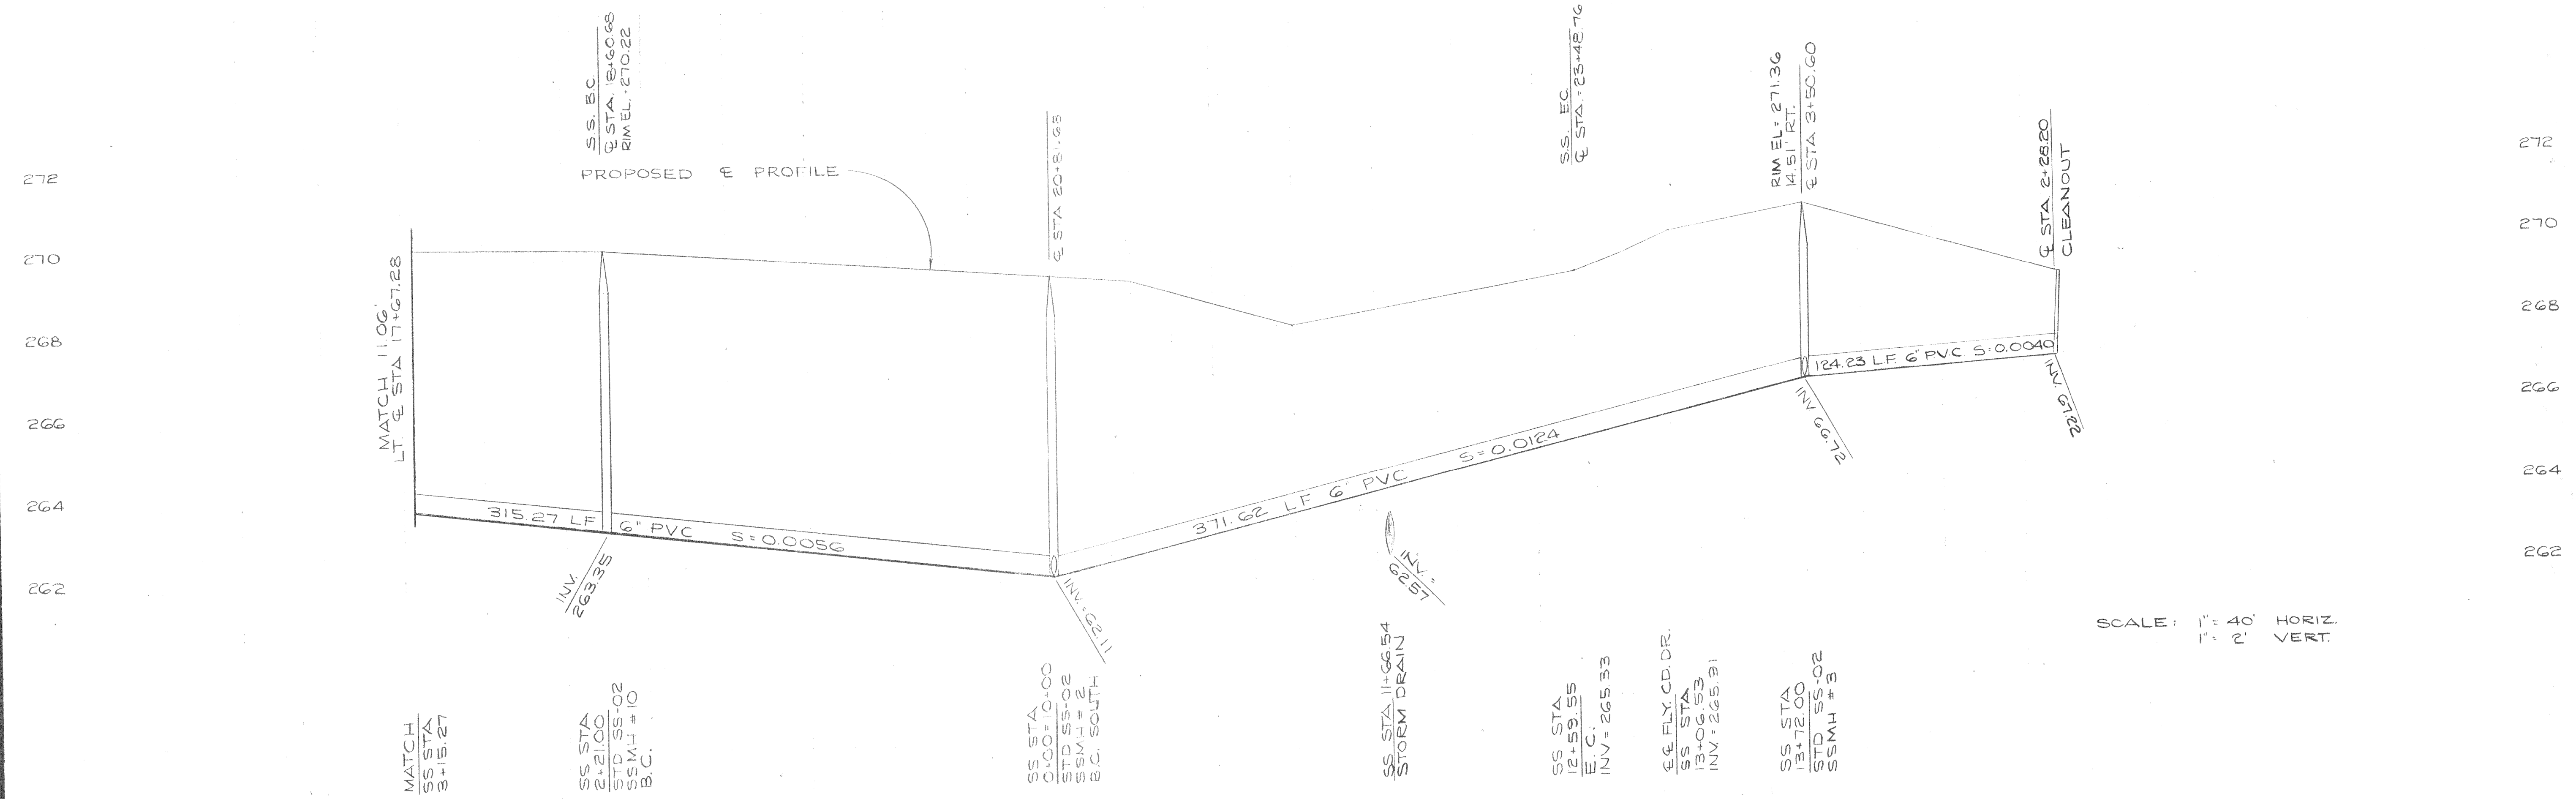 S.S. B.C.
℄ STA. 18+60.68
RIM EL. = 270.22
PROPOSED ℄ PROFILE
℄ STA 20+81.68
S.S. EC.
℄ STA. = 23+48.76
RIM EL = 271.36
14.51' RT.
℄ STA 3+50.60
℄ STA 2+28.20
CLEANOUT
272
270
268
266
264
262
272
270
268
266
264
262
MATCH 11.06'
LT. ℄ STA 17+67.28
315.27 LF 6" PVC S=0.0056
371.62 LF 6" PVC S=0.0124
124.23 LF. 6" PVC S=0.0040
INV.
263.35
INV. = 62.11
INV. =
62.57
INV 66.72
INV. 67.22
SCALE: 1" = 40' HORIZ.
1" = 2' VERT.
MATCH
SS STA
3+15.27
SS STA
2+21.00
STD SS-02
SSMH #10
B.C.
SS STA
0+00=10+00
STD SS-02
SSMH # 2
B.C. SOUTH
SS STA 11+66.54
STORM DRAIN
SS STA
12+59.55
E.C.
INV = 265.33
℄℄ FLY. CD. DR.
SS STA
13+06.53
INV. = 265.91
SS STA
13+72.00
STD SS-02
SSMH #3